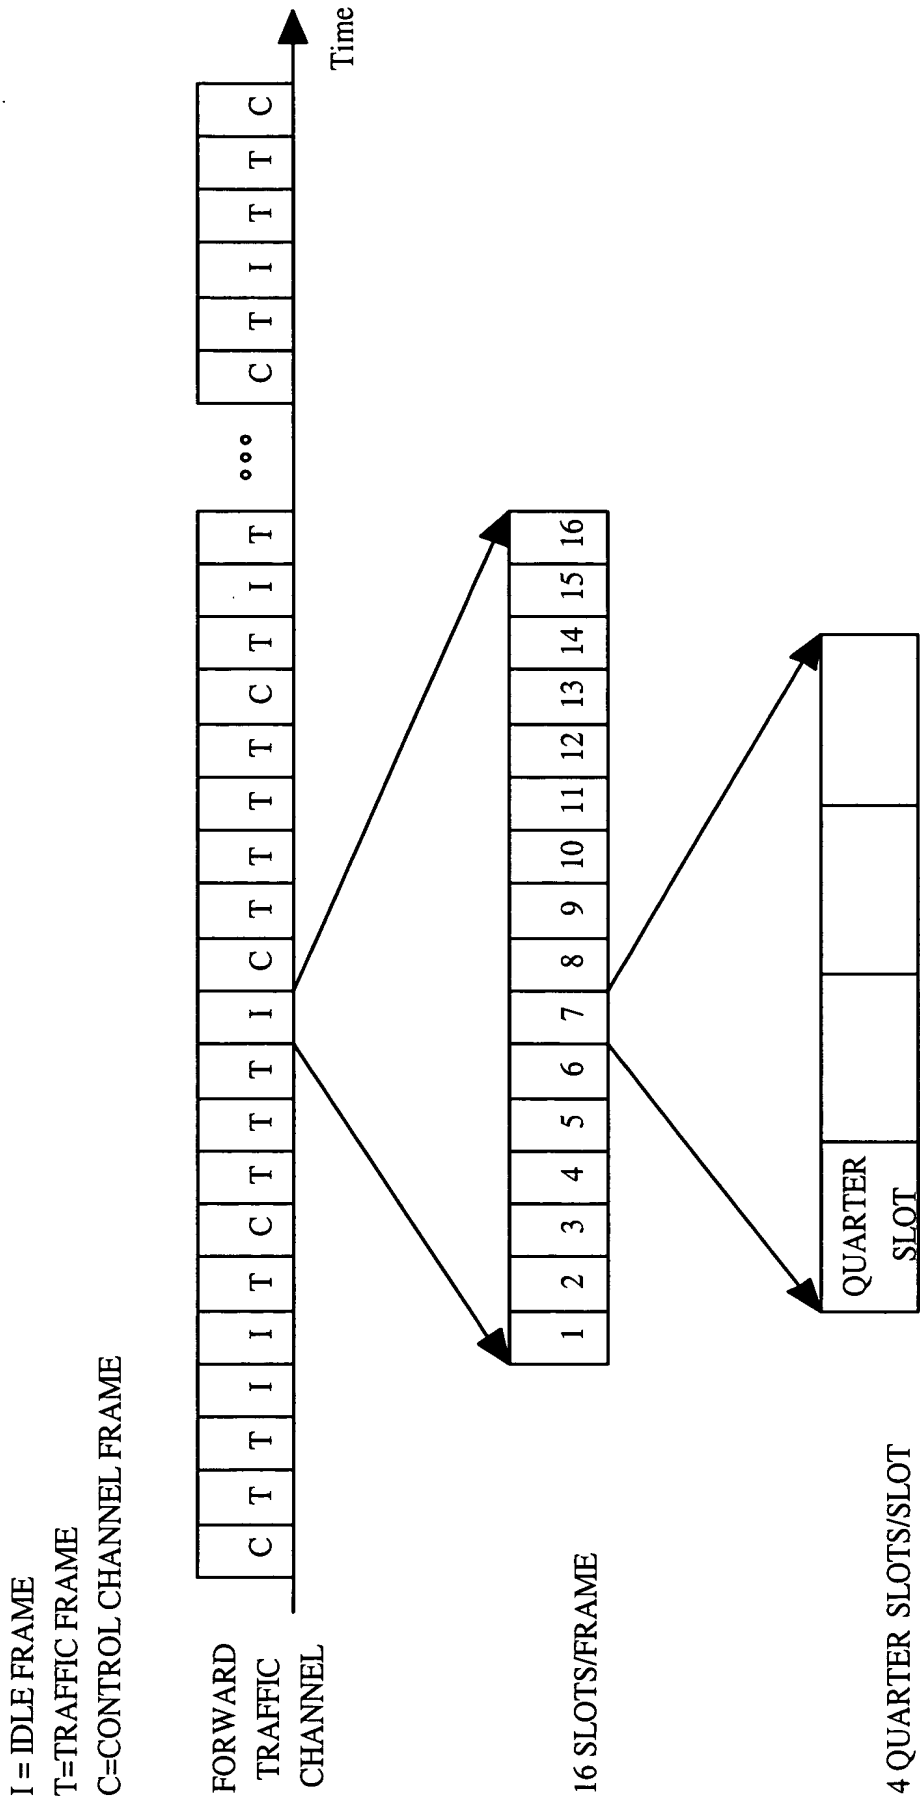 I = IDLE FRAME
T=TRAFFIC FRAME
C=CONTROL CHANNEL FRAME
FORWARD
TRAFFIC
CHANNEL
C T T I I T C T T T I C T T T T C T I T C T I T T C
Time
16 SLOTS/FRAME
1 2 3 4 5 6 7 8 9 10 11 12 13 14 15 16
4 QUARTER SLOTS/SLOT
QUARTER
SLOT